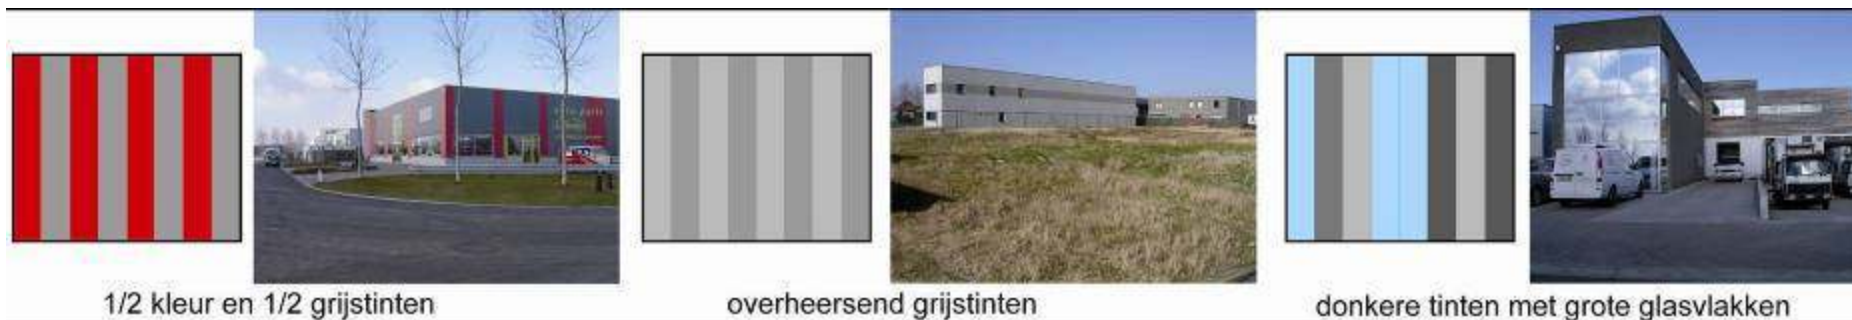 1/2 kleur en 1/2 grijstinten
overheersend grijstinten
donkere tinten met grote glasvlakken